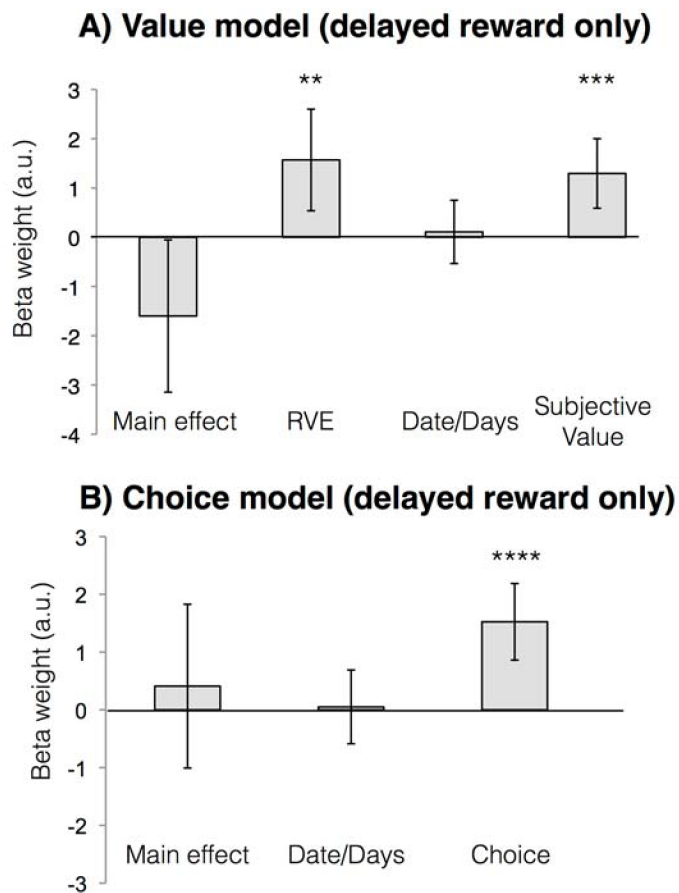 A) Value model (delayed reward only)
** ***
3
2
1
0
-1
-2
-3
-4
Beta weight (a.u.)
Main effect RVE Date/Days Subjective Value
B) Choice model (delayed reward only)
****
3
2
1
0
-1
-2
-3
Beta weight (a.u.)
Main effect Date/Days Choice